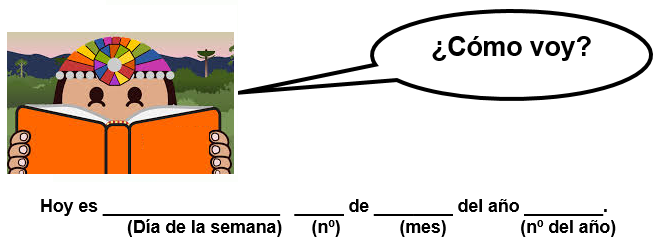 ¿Cómo voy?
Hoy es ____________________ _____ de ________ del año ________.
(Día de la semana) (nº) (mes) (nº del año)